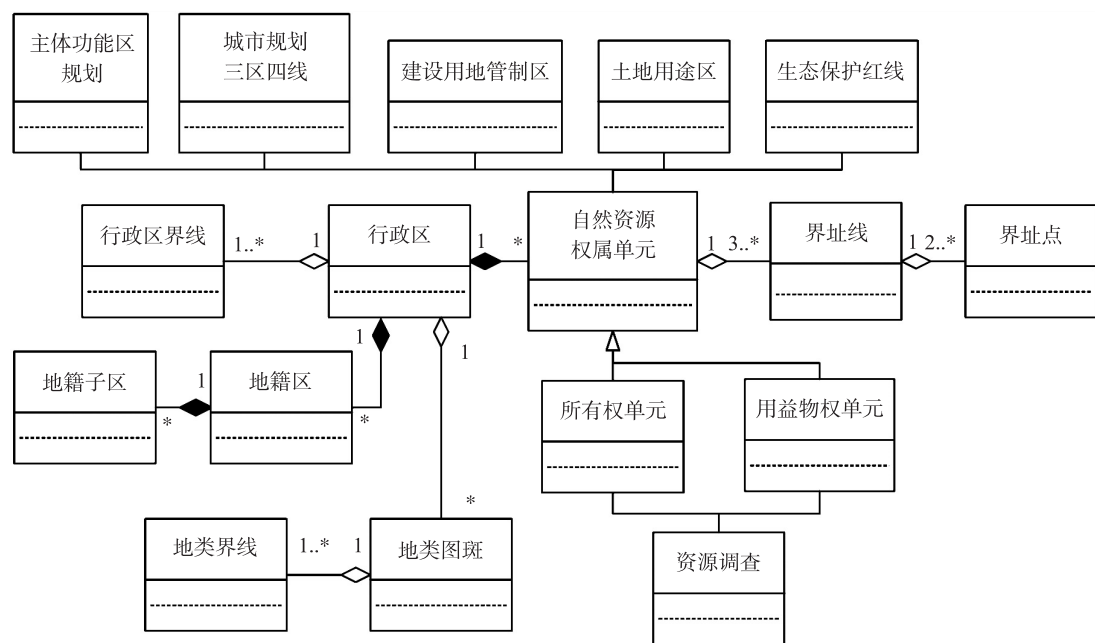 主体功能区
规划
城市规划
三区四线
建设用地管制区
土地用途区
生态保护红线
行政区界线
1..*
1
行政区
1
*
自然资源
权属单元
1
3..*
界址线
1
2..*
界址点
1
1
地籍子区
1
*
地籍区
*
所有权单元
用益物权单元
*
地类界线
1..*
1
地类图斑
资源调查